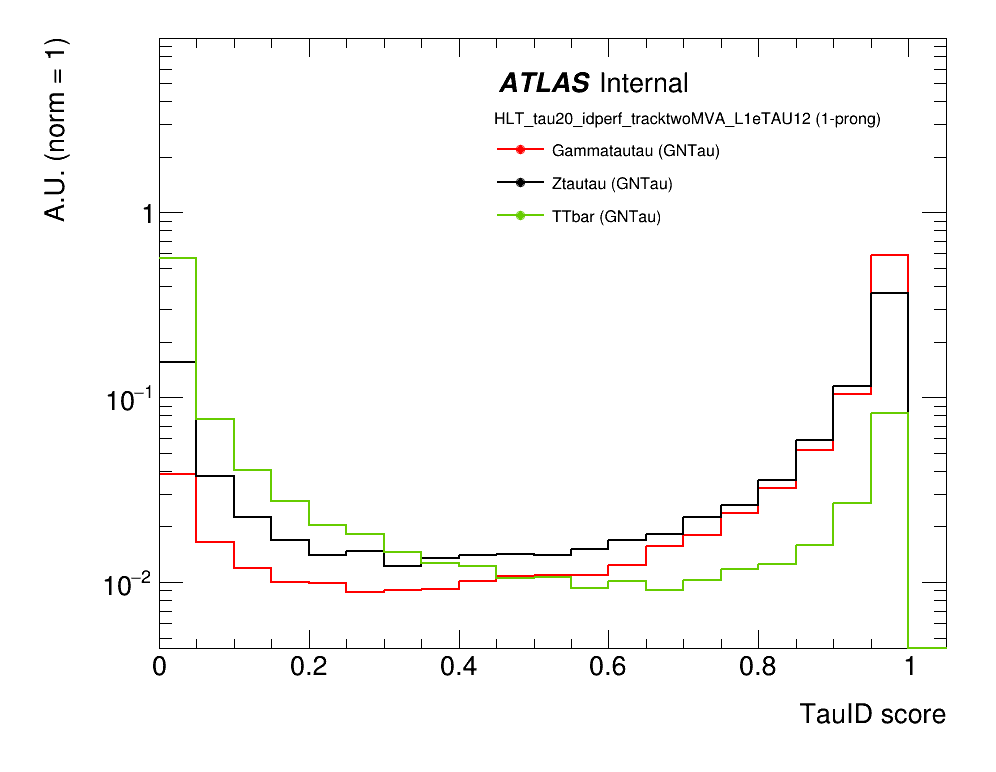 A.U. (norm = 1)
ATLAS Internal
HLT_tau20_idperf_tracktwoMVA_L1eTAU12 (1-prong)
Gammatautau (GNTau)
Ztautau (GNTau)
TTbar (GNTau)
1
10⁻¹
10⁻²
0 0.2 0.4 0.6 0.8 1
TauID score